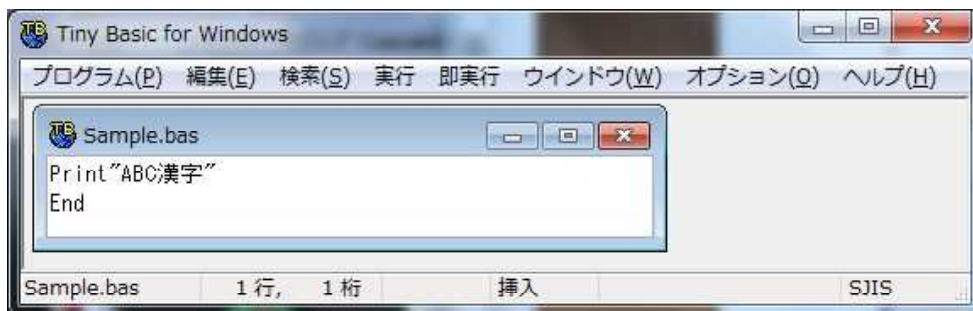 Tiny Basic for Windows
プログラム(P) 編集(E) 検索(S) 実行 即実行 ウインドウ(W) オプション(O) ヘルプ(H)
Sample.bas
Print"ABC漢字"
End
Sample.bas 1行, 1桁 挿入 SJIS